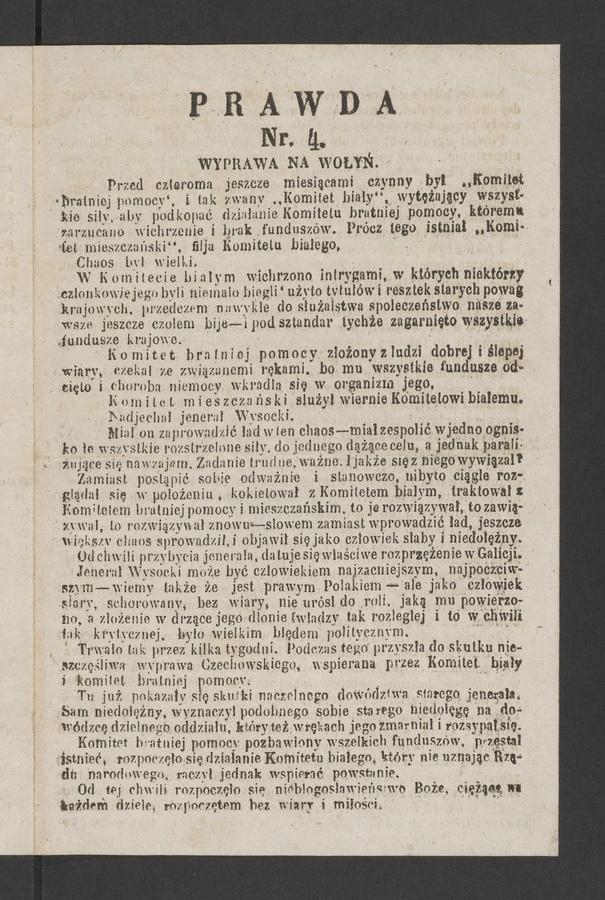 PRAWDA
Nr. 4.
WYPRAWA NA WOŁYŃ.
Przed czteroma jeszcze miesiącami czynny był „Komitet
bratniej pomocy‘, i tak zwany „Komitet biały“, wytężający wszyst-
kie siły, aby podkopać działanie Komitetu bratniej pomocy, któremu
zarzucano wichrzenie i brak funduszów. Prócz tego istniał „Komi-
tet mieszczański“, filja Komitetu białego,
Chaos był wielki.
W Komitecie białym wichrzono intrygami, w których niektórzy
członkowie jego byli niemało biegli‘ użyto tytułów i resztek starych powag
krajowych, przedczem nawykłe do służalstwa społeczeństwo nasze za-
wsze jeszcze czołem bije—i pod sztandar tychże zagarnięto wszystkie
fundusze krajowe.
Komitet bratniej pomocy złożony z ludzi dobrej i ślepej
wiary, czekał ze związanemi rękami, bo mu wszystkie fundusze od-
cięto i choroba niemocy wkradła się w organizm jego,
Komitet mieszczański służył wiernie Komitetowi białemu.
Nadjechał jenerał Wysocki.
Miał on zaprowadzić ład w ten chaos—miał zespolić w jedno ognis-
ko te wszystkie rozstrzelone siły, do jednego dążące celu, a jednak parali-
żujące się nawzajem. Zadanie trudne, ważne. I jakże się z niego wywiązał?
Zamiast postąpić sobie odważnie i stanowczo, nibyto ciągle roz-
glądał się w położeniu , kokietował z Komitetem białym, traktował z
Komitetem bratniej pomocy i mieszczańskim, to je rozwiązywał, to zawią-
zywał, to rozwiązywał znowu—słowem zamiast wprowadzić ład, jeszcze
większy chaos sprowadził, i objawił się jako człowiek słaby i niedołężny.
Od chwili przybycia jenerała, datuje się właściwe rozprzężenie w Galicji.
Jenerał Wysocki może być człowiekiem najzacniejszym, najpoczciw-
szym—wiemy także że jest prawym Polakiem — ale jako człowiek
stary, schorowany, bez wiary, nie urósł do roli, jaką mu powierzo-
no, a złożenie w drzące jego dłonie władzy tak rozległej i to w chwili
tak krytycznej, było wielkim błędem politycznym.
Trwało tak przez kilka tygodni. Podczas tego przyszła do skutku nie-
szczęśliwa wyprawa Czechowskiego, wspierana przez Komitet biały
i komitet bratniej pomocy.
Tu już pokazały się skutki naczelnego dowództwa starego jenerała.
Sam niedołężny, wyznaczył podobnego sobie starego niedołęgę na do-
wódzcę dzielnego oddziału, który też w rękach jego zmarniał i rozsypał się.
Komitet bratniej pomocy pozbawiony wszelkich funduszów, przestał
istnieć, rozpoczęło się działanie Komitetu białego, który nie uznając Rzą-
du narodowego, raczył jednak wspierać powstanie.
Od tej chwili rozpoczęło się niebłogosławieństwo Boże, ciężące na
każdem dziele, rozpoczętem bez wiary i miłości.